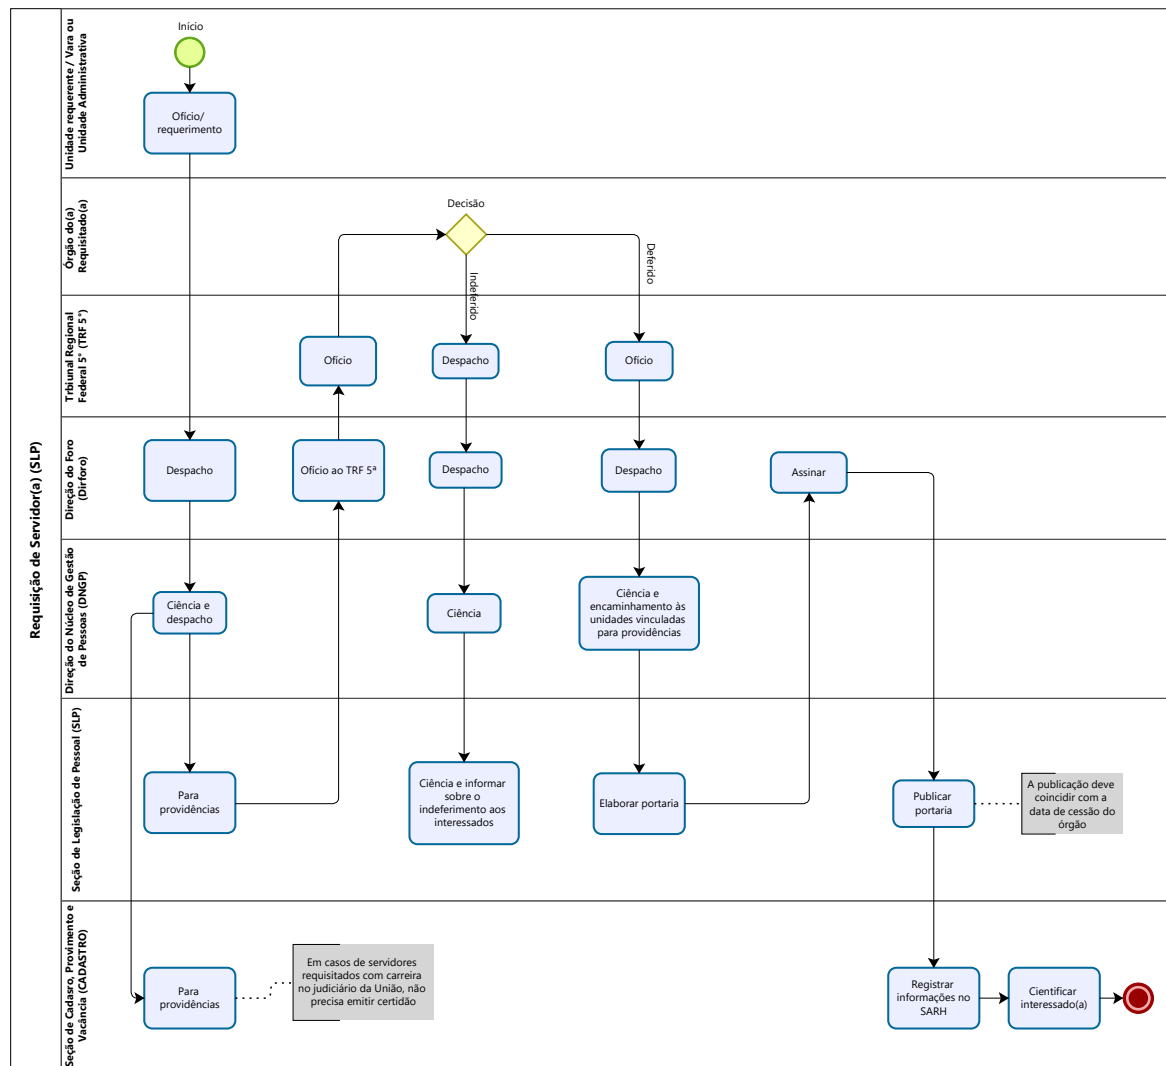 Requisição de Servidor(a) (SLP)
Unidade requerente / Vara ou
Unidade Administrativa
Início
Ofício/
requerimento
Órgão do(a)
Requisitado(a)
Decisão
Indeferido
Deferido
Trbiunal Regional
Federal 5° (TRF 5°)
Ofício
Despacho
Ofício
Direção do Foro
(Dirforo)
Despacho
Ofício ao TRF 5ª
Despacho
Despacho
Assinar
Direção do Núcleo de Gestão
de Pessoas (DNGP)
Ciência e
despacho
Ciência
Ciência e
encaminhamento às
unidades vinculadas
para providências
Seção de Legislação de Pessoal (SLP)
Para
providências
Ciência e informar
sobre o
indeferimento aos
interessados
Elaborar portaria
Publicar
portaria
A publicação deve
coincidir com a
data de cessão do
órgão
Seção de Cadasro, Provimento e
Vacância (CADASTRO)
Para
providências
Em casos de servidores
requisitados com carreira
no judiciário da União, não
precisa emitir certidão
Registrar
informações no
SARH
Cientificar
interessado(a)